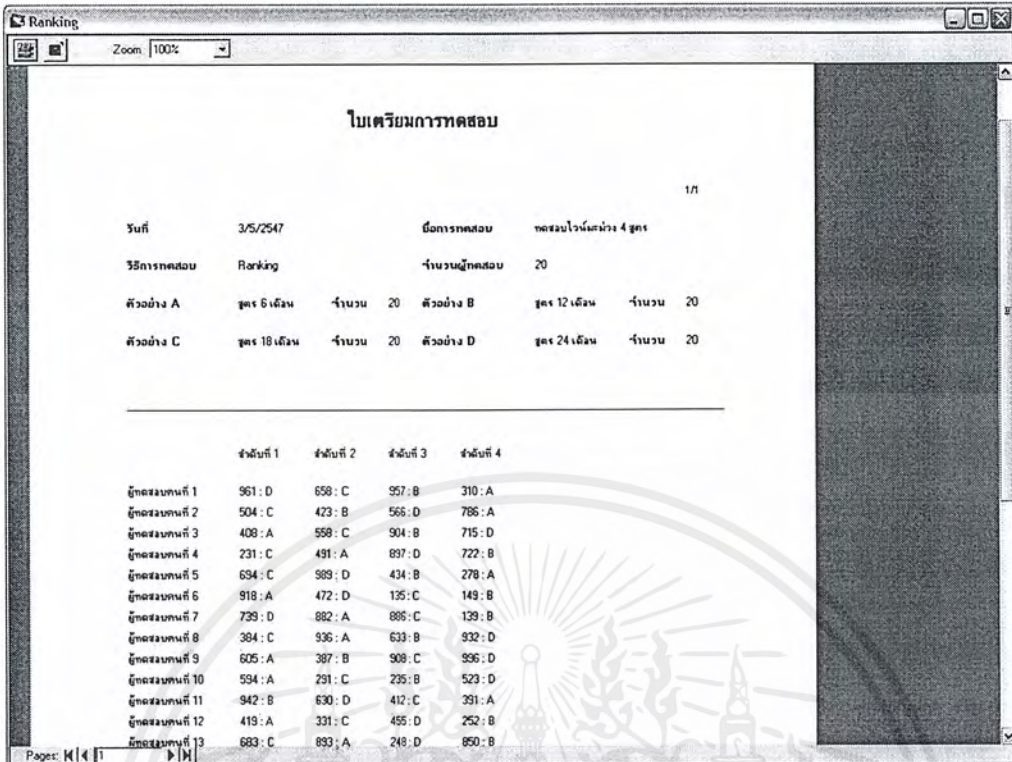 Ranking
Zoom: 100%
ใบเตรียมการทดสอบ
1/1
วันที่ 3/5/2547 ชื่อการทดสอบ ทดสอบไวน์มะม่วง 4 สูตร
วิธีการทดสอบ Ranking จำนวนผู้ทดสอบ 20
ตัวอย่าง A สูตร 6 เดือน จำนวน 20 ตัวอย่าง B สูตร 12 เดือน จำนวน 20
ตัวอย่าง C สูตร 18 เดือน จำนวน 20 ตัวอย่าง D สูตร 24 เดือน จำนวน 20
ลำดับที่ 1 ลำดับที่ 2 ลำดับที่ 3 ลำดับที่ 4
ผู้ทดสอบคนที่ 1 961 : D 658 : C 957 : B 310 : A
ผู้ทดสอบคนที่ 2 504 : C 423 : B 566 : D 786 : A
ผู้ทดสอบคนที่ 3 408 : A 558 : C 904 : B 715 : D
ผู้ทดสอบคนที่ 4 231 : C 491 : A 897 : D 722 : B
ผู้ทดสอบคนที่ 5 694 : C 989 : D 434 : B 278 : A
ผู้ทดสอบคนที่ 6 918 : A 472 : D 135 : C 149 : B
ผู้ทดสอบคนที่ 7 739 : D 882 : A 886 : C 139 : B
ผู้ทดสอบคนที่ 8 384 : C 936 : A 633 : B 932 : D
ผู้ทดสอบคนที่ 9 605 : A 387 : B 908 : C 996 : D
ผู้ทดสอบคนที่ 10 594 : A 291 : C 235 : B 523 : D
ผู้ทดสอบคนที่ 11 942 : B 630 : D 412 : C 391 : A
ผู้ทดสอบคนที่ 12 419 : A 331 : C 455 : D 252 : B
ผู้ทดสอบคนที่ 13 683 : C 893 : A 248 : D 850 : B
Pages: 1